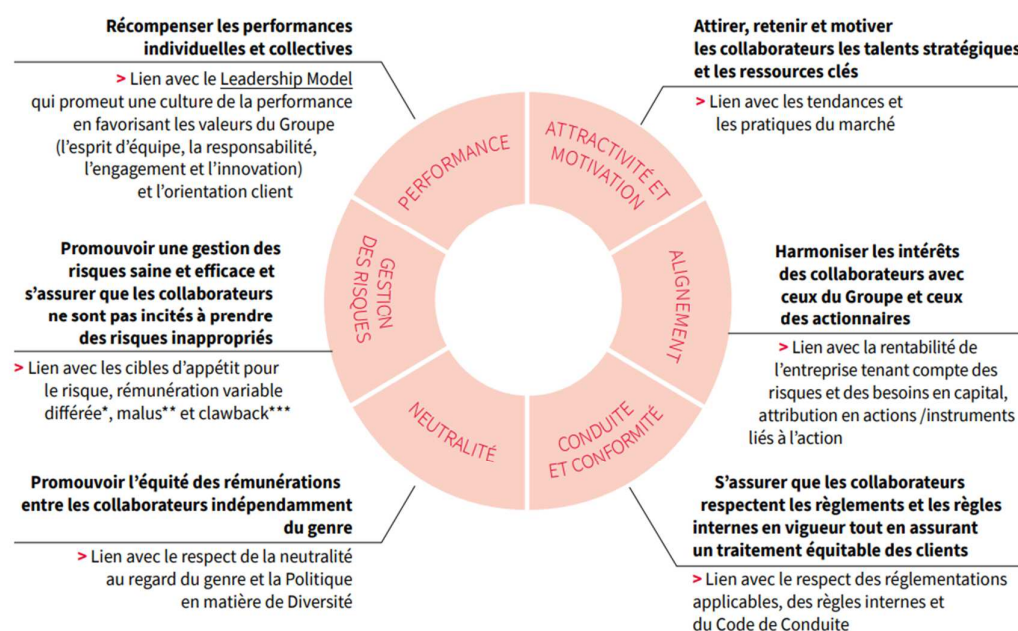 Récompenser les performances
individuelles et collectives
> Lien avec le Leadership Model
qui promeut une culture de la performance
en favorisant les valeurs du Groupe
(l’esprit d’équipe, la responsabilité,
l’engagement et l’innovation)
et l’orientation client
Attirer, retenir et motiver
les collaborateurs les talents stratégiques
et les ressources clés
> Lien avec les tendances et
les pratiques du marché
PERFORMANCE
ATTRACTIVITÉ ET
MOTIVATION
Promouvoir une gestion des
risques saine et efficace et
s’assurer que les collaborateurs
ne sont pas incités à prendre
des risques inappropriés
> Lien avec les cibles d’appétit pour
le risque, rémunération variable
différée*, malus** et clawback***
GESTION
DES RISQUES
ALIGNEMENT
Harmoniser les intérêts
des collaborateurs avec
ceux du Groupe et ceux
des actionnaires
> Lien avec la rentabilité de
l’entreprise tenant compte des
risques et des besoins en capital,
attribution en actions /instruments
liés à l’action
NEUTRALITÉ
CONDUITE
ET CONFORMITÉ
Promouvoir l’équité des rémunérations
entre les collaborateurs indépendamment
du genre
> Lien avec le respect de la neutralité
au regard du genre et la Politique
en matière de Diversité
S’assurer que les collaborateurs
respectent les règlements et les règles
internes en vigueur tout en assurant
un traitement équitable des clients
> Lien avec le respect des réglementations
applicables, des règles internes et
du Code de Conduite